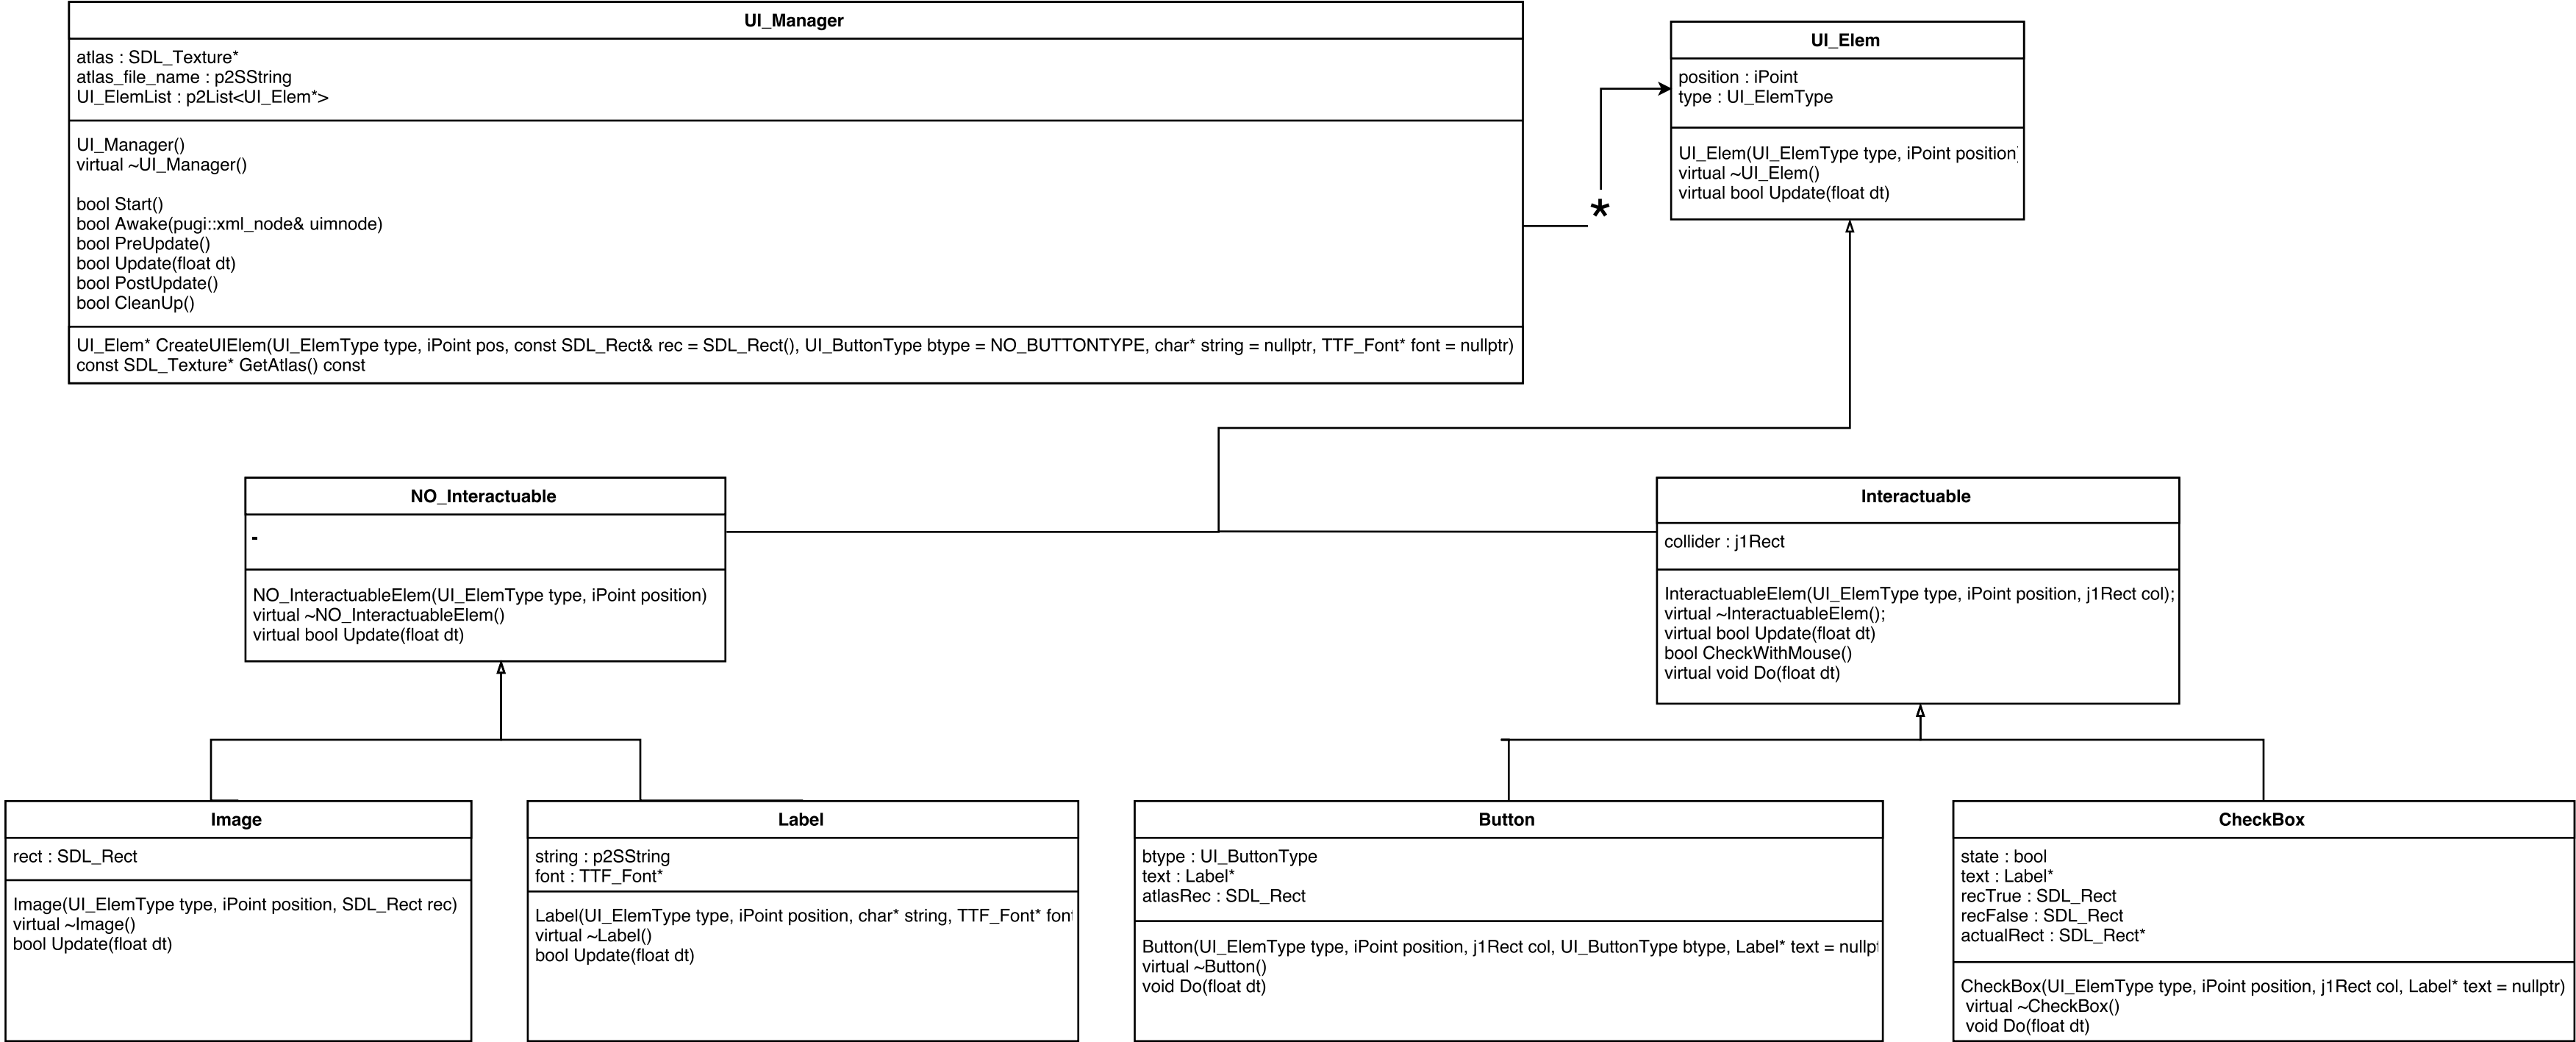 UI_Manager
atlas : SDL_Texture*
atlas_file_name : p2SString
UI_ElemList : p2List<UI_Elem*>
UI_Manager()
virtual ~UI_Manager()
bool Start()
bool Awake(pugi::xml_node& uimnode)
bool PreUpdate()
bool Update(float dt)
bool PostUpdate()
bool CleanUp()
UI_Elem* CreateUIElem(UI_ElemType type, iPoint pos, const SDL_Rect& rec = SDL_Rect(), UI_ButtonType btype = NO_BUTTONTYPE, char* string = nullptr, TTF_Font* font = nullptr)
const SDL_Texture* GetAtlas() const
*
UI_Elem
position : iPoint
type : UI_ElemType
UI_Elem(UI_ElemType type, iPoint position)
virtual ~UI_Elem()
virtual bool Update(float dt)
NO_Interactuable
-
NO_InteractuableElem(UI_ElemType type, iPoint position)
virtual ~NO_InteractuableElem()
virtual bool Update(float dt)
Interactuable
collider : j1Rect
InteractuableElem(UI_ElemType type, iPoint position, j1Rect col);
virtual ~InteractuableElem();
virtual bool Update(float dt)
bool CheckWithMouse()
virtual void Do(float dt)
Image
rect : SDL_Rect
Image(UI_ElemType type, iPoint position, SDL_Rect rec)
virtual ~Image()
bool Update(float dt)
Label
string : p2SString
font : TTF_Font*
Label(UI_ElemType type, iPoint position, char* string, TTF_Font* font
virtual ~Label()
bool Update(float dt)
Button
btype : UI_ButtonType
text : Label*
atlasRec : SDL_Rect
Button(UI_ElemType type, iPoint position, j1Rect col, UI_ButtonType btype, Label* text = nullpt
virtual ~Button()
void Do(float dt)
CheckBox
state : bool
text : Label*
recTrue : SDL_Rect
recFalse : SDL_Rect
actualRect : SDL_Rect*
CheckBox(UI_ElemType type, iPoint position, j1Rect col, Label* text = nullptr)
virtual ~CheckBox()
void Do(float dt)